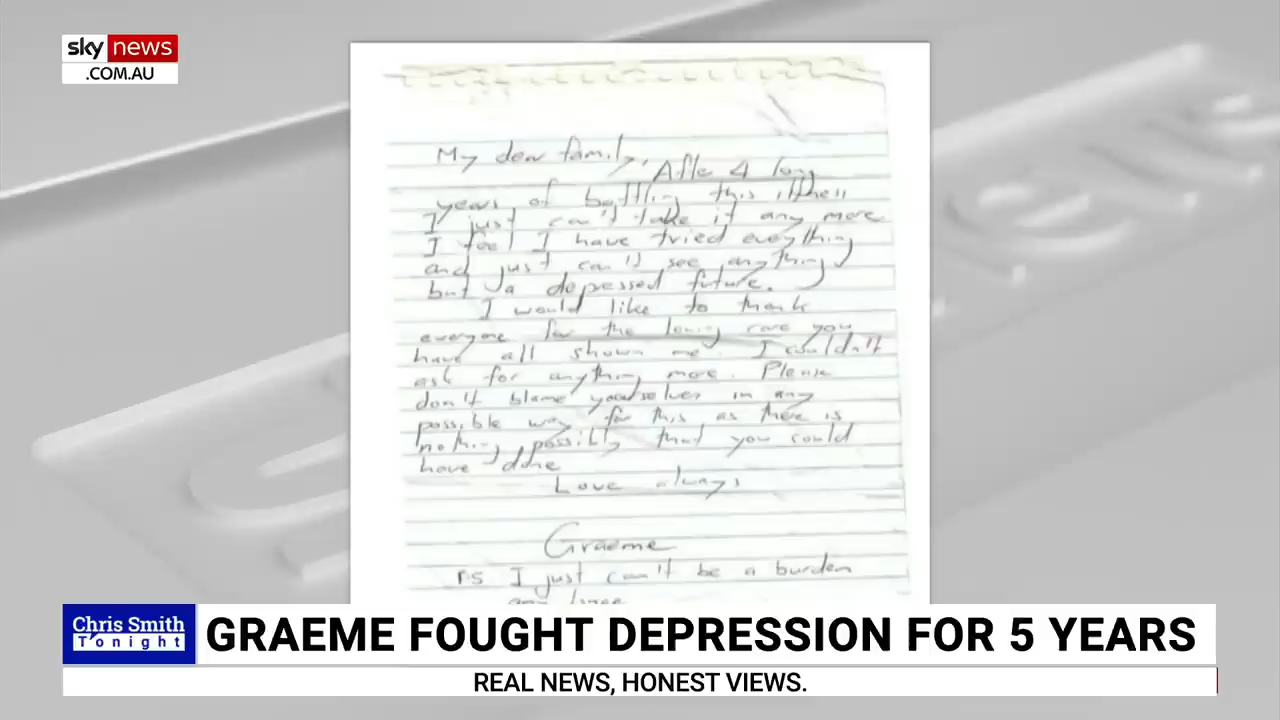 sky news
.COM.AU
My dear family,
After 4 long
years of battling this illness
I just can't take it any more
I feel I have tried everything
and just can't see anything
but a depressed future.
I would like to thank
everyone for the loving care you
have all shown me. I couldn't
ask for anything more. Please
don't blame yourselves in any
possible way for this as there is
nothing possibly that you could
have done
Love always
Graeme
PS I just can't be a burden
Chris Smith
Tonight
GRAEME FOUGHT DEPRESSION FOR 5 YEARS
REAL NEWS, HONEST VIEWS.